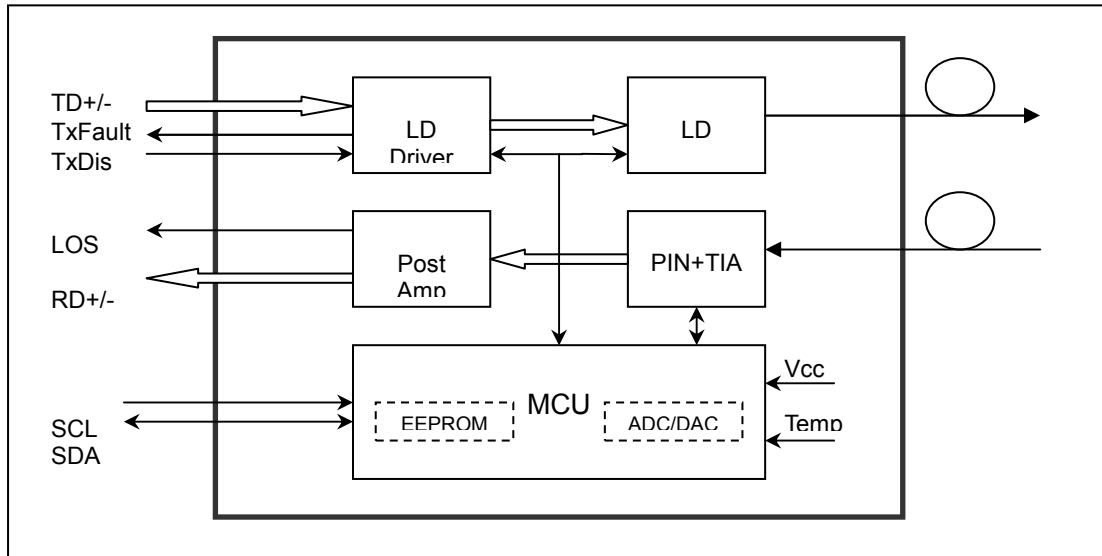 TD+/-
TxFault
TxDis
LD
Driver
LD
LOS
RD+/-
Post
Amp
PIN+TIA
SCL
SDA
MCU
EEPROM
ADC/DAC
Vcc
Temp